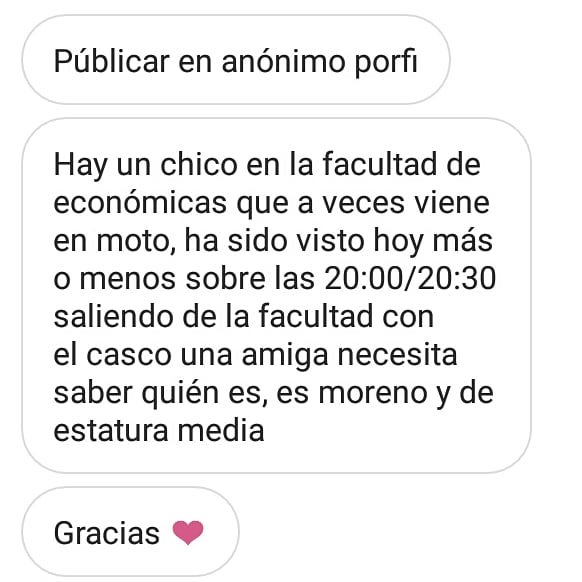 Públicar en anónimo porfi
Hay un chico en la facultad de
económicas que a veces viene
en moto, ha sido visto hoy más
o menos sobre las 20:00/20:30
saliendo de la facultad con
el casco una amiga necesita
saber quién es, es moreno y de
estatura media
Gracias ❤